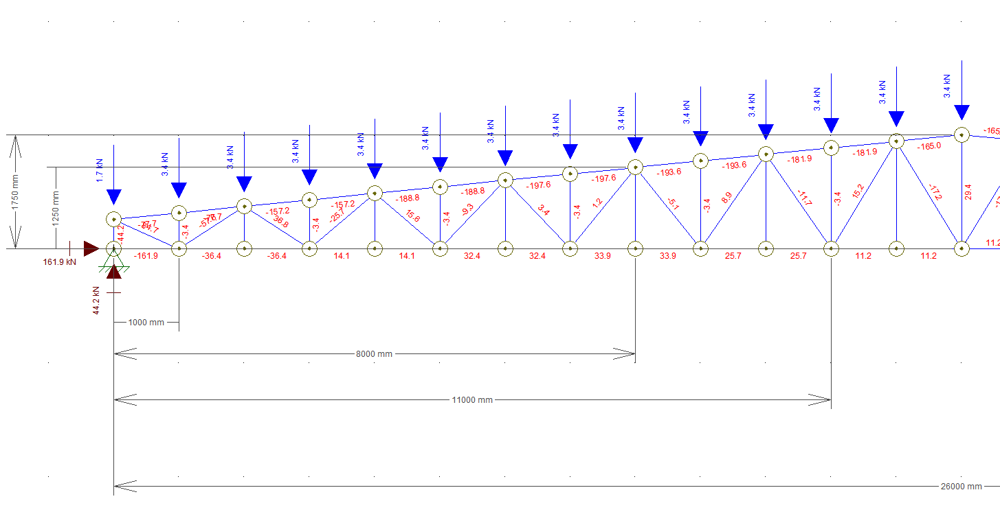 3.4 kN
3.4 kN
3.4 kN
3.4 kN
3.4 kN
3.4 kN
3.4 kN
3.4 kN
3.4 kN
3.4 kN
3.4 kN
3.4 kN
3.4 kN
1.7 kN
1750 mm
1250 mm
-157.2
-157.2
-188.8
-188.8
-197.6
-197.6
-193.6
-193.6
-181.9
-181.9
-165.0
-44.2
-3.4
36.8
-3.4
-25.7
15.6
-3.4
-9.3
3.4
-3.4
1.2
-5.1
-3.4
8.9
-11.7
-3.4
15.2
-17.2
29.4
161.9 kN
-161.9
-36.4
-36.4
14.1
14.1
32.4
32.4
33.9
33.9
25.7
25.7
11.2
11.2
11.2
44.2 kN
1000 mm
8000 mm
11000 mm
26000 mm